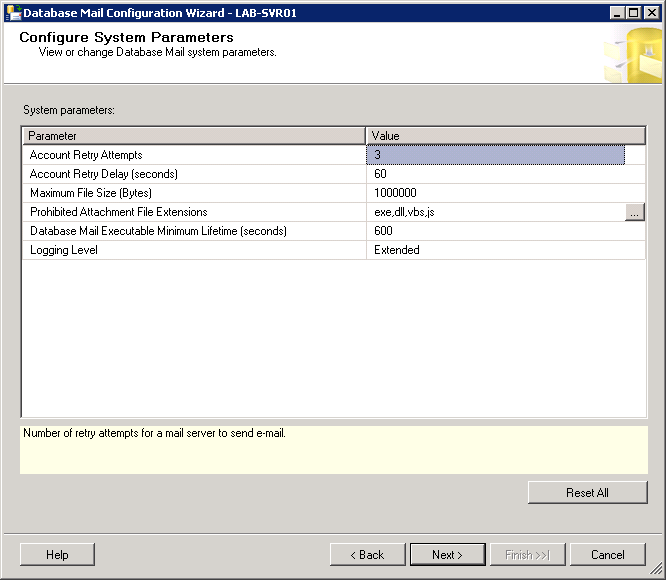 Database Mail Configuration Wizard - LAB-SVR01
Configure System Parameters
View or change Database Mail system parameters.
System parameters:
Parameter Value
Account Retry Attempts 3
Account Retry Delay (seconds) 60
Maximum File Size (Bytes) 1000000
Prohibited Attachment File Extensions exe,dll,vbs,js ...
Database Mail Executable Minimum Lifetime (seconds) 600
Logging Level Extended
Number of retry attempts for a mail server to send e-mail.
Reset All
Help < Back Next > Finish >>| Cancel